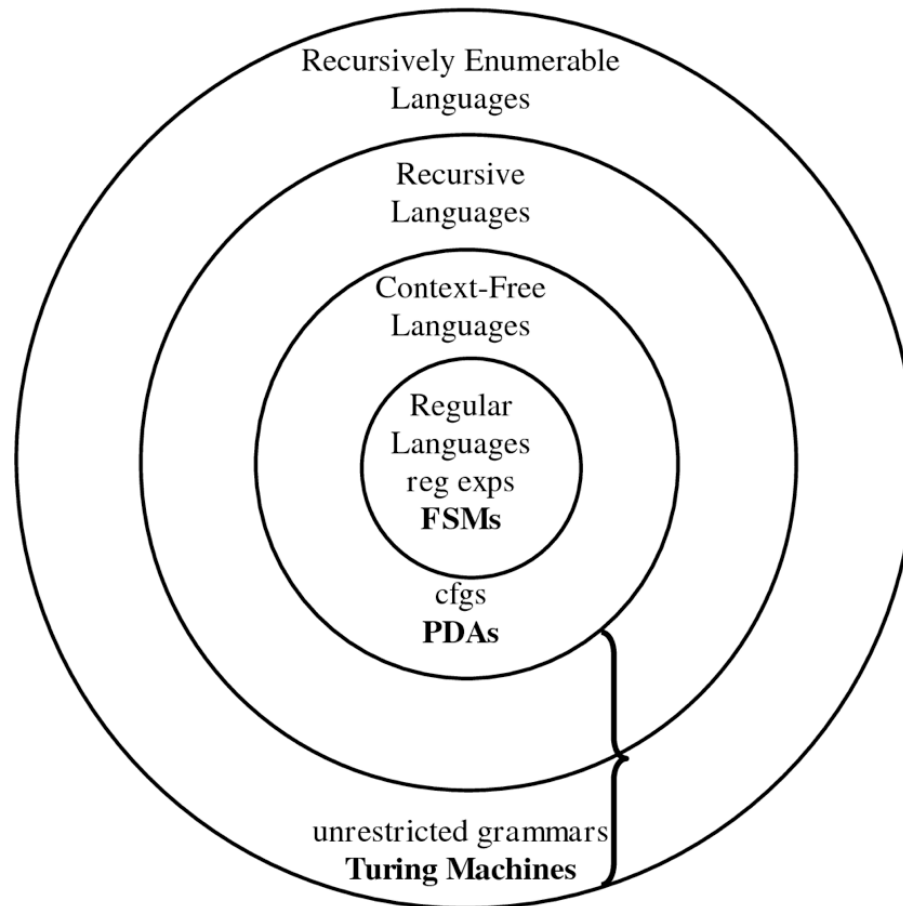 Recursively Enumerable
Languages
Recursive
Languages
Context-Free
Languages
Regular
Languages
reg exps
FSMs
cfgs
PDAs
unrestricted grammars
Turing Machines